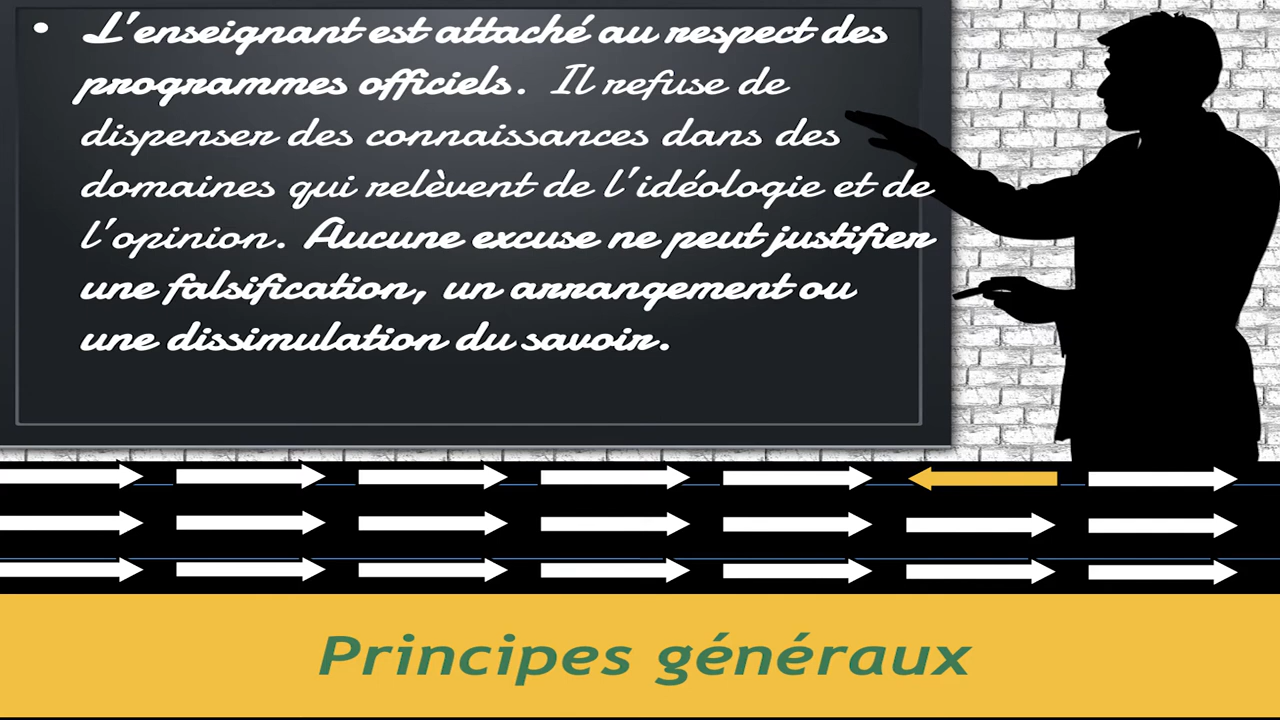 • L'enseignant est attaché au respect des
programmes officiels. Il refuse de
dispenser des connaissances dans des
domaines qui relèvent de l'idéologie et de
l'opinion. Aucune excuse ne peut justifier
une falsification, un arrangement ou
une dissimulation du savoir.
Principes généraux